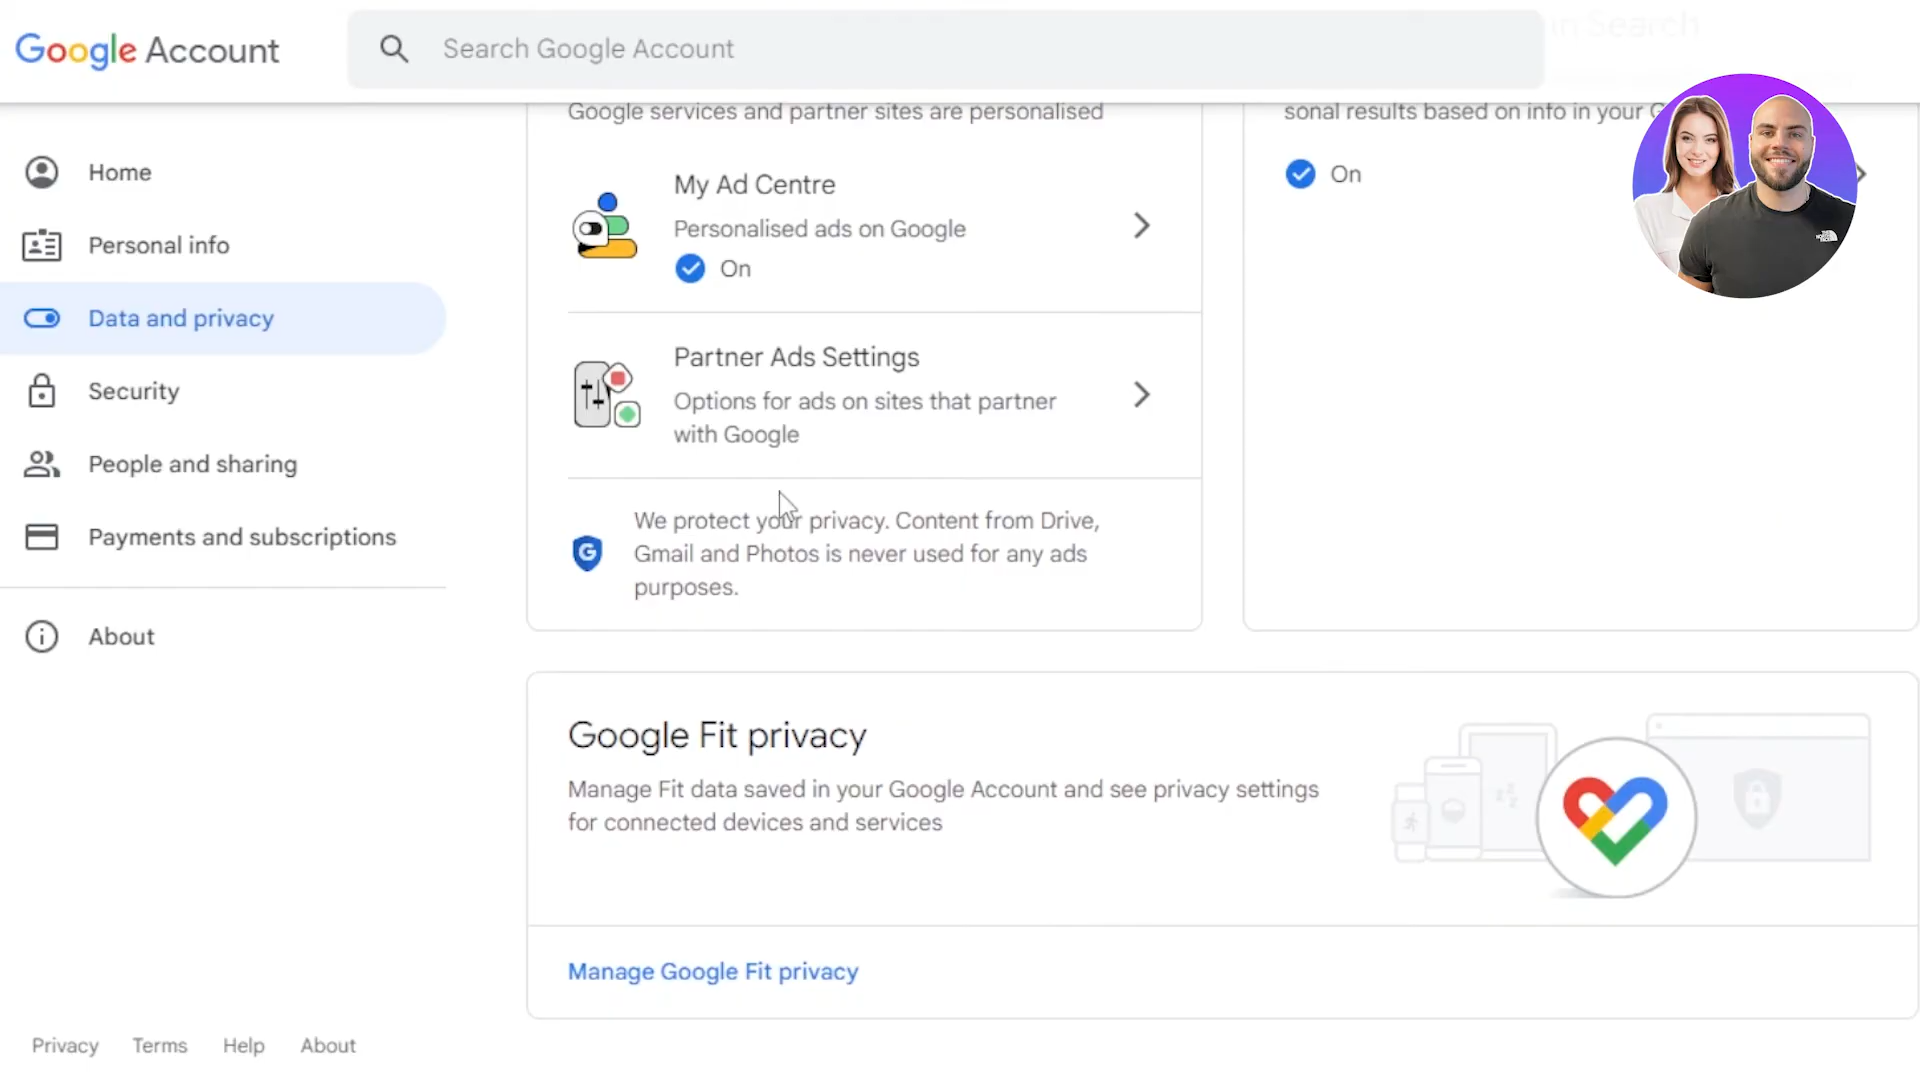 Google Account
Search Google Account
in Search
Home
Personal info
Data and privacy
Security
People and sharing
Payments and subscriptions
About
Google services and partner sites are personalised
My Ad Centre
Personalised ads on Google
On
Partner Ads Settings
Options for ads on sites that partner
with Google
We protect your privacy. Content from Drive,
Gmail and Photos is never used for any ads
purposes.
sonal results based on info in your G
On
Google Fit privacy
Manage Fit data saved in your Google Account and see privacy settings
for connected devices and services
Manage Google Fit privacy
Privacy Terms Help About